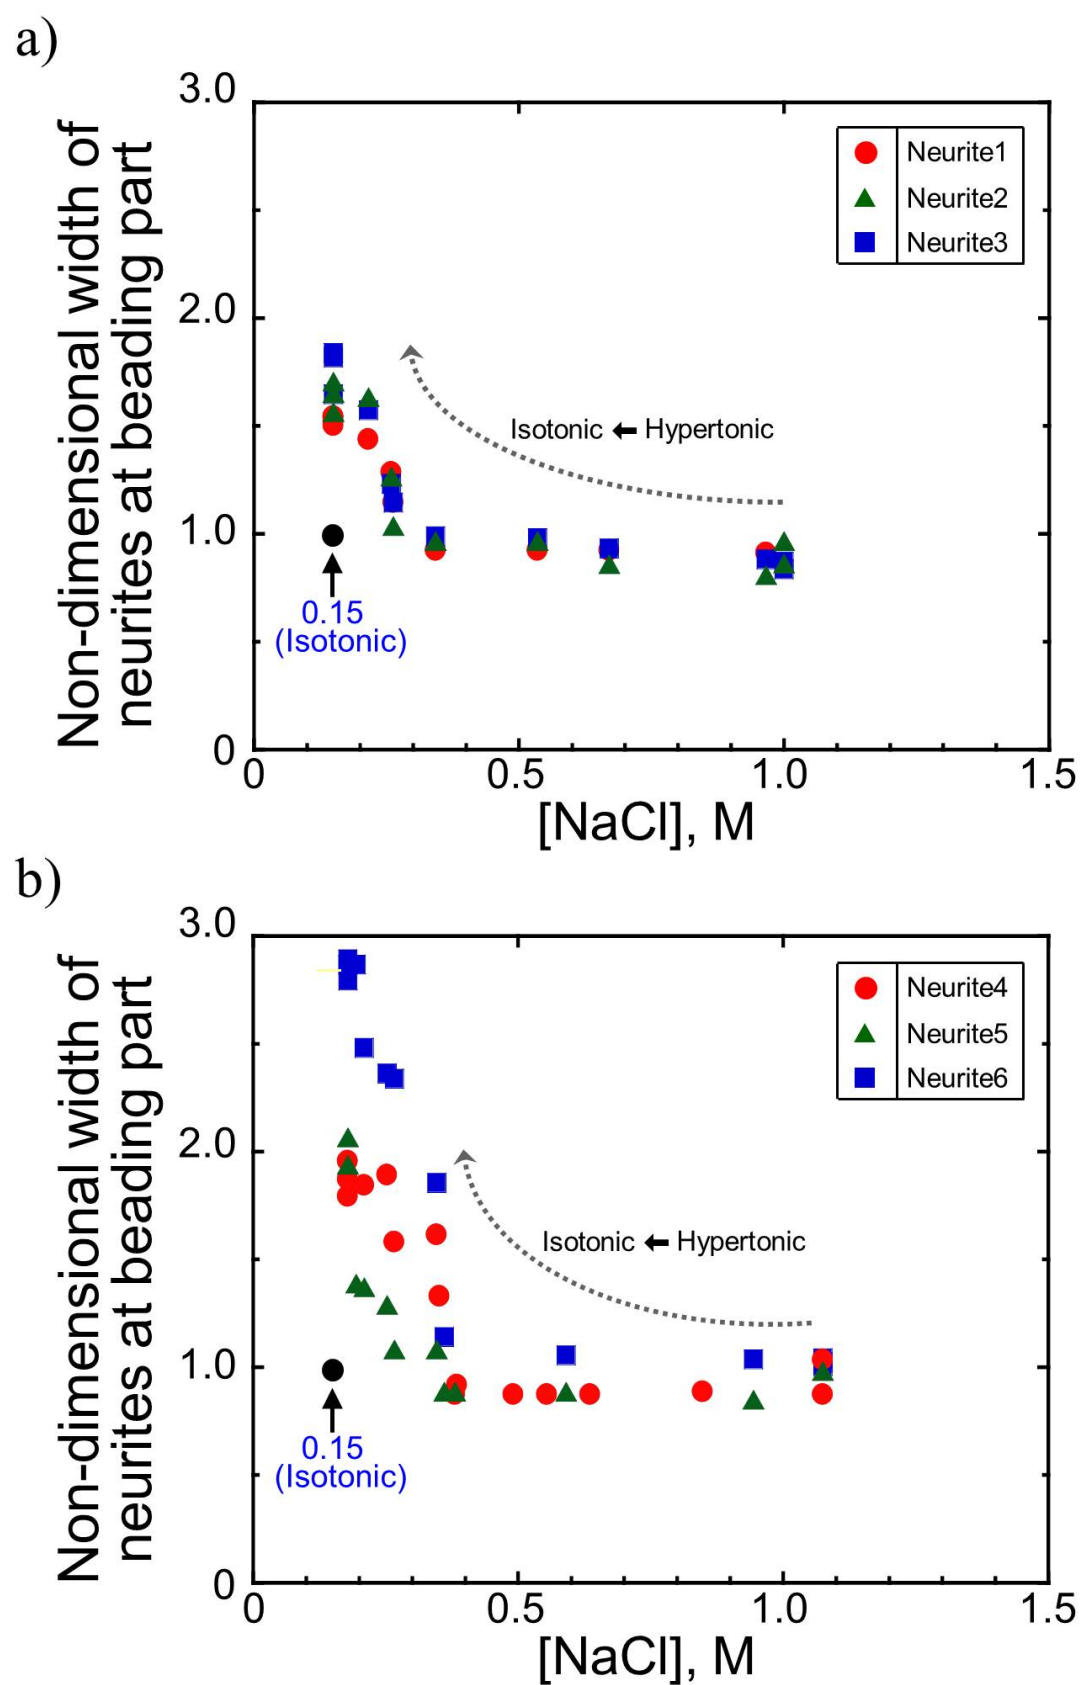 a)
Non-dimensional width of
neurites at beading part
3.0
2.0
1.0
0
Neurite1
Neurite2
Neurite3
Isotonic ← Hypertonic
0.15
(Isotonic)
0 0.5 1.0 1.5
[NaCl], M
b)
Non-dimensional width of
neurites at beading part
3.0
2.0
1.0
0
Neurite4
Neurite5
Neurite6
Isotonic ← Hypertonic
0.15
(Isotonic)
0 0.5 1.0 1.5
[NaCl], M